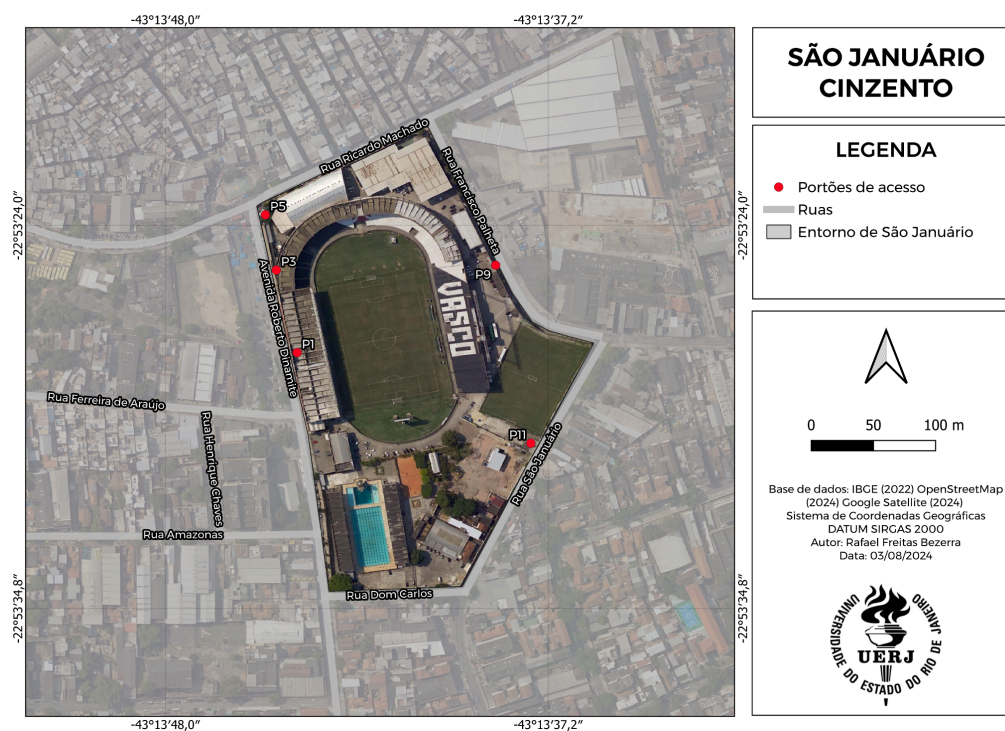 -43°13'48,0"
-43°13'37,2"
-22°53'24,0"
-22°53'34,8"
Rua Ricardo Machado
Rua Francisco Palheta
P5
P3
P9
Avenida Roberto Dinamite
P1
VASCO
Rua Ferreira de Araújo
Rua Henrique Chaves
P11
Rua São Januário
Rua Amazonas
Rua Dom Carlos
-22°53'24,0"
-22°53'34,8"
-43°13'48,0"
-43°13'37,2"
SÃO JANUÁRIO
CINZENTO
LEGENDA
Portões de acesso
Ruas
Entorno de São Januário
0 50 100 m
Base de dados: IBGE (2022) OpenStreetMap
(2024) Google Satellite (2024)
Sistema de Coordenadas Geográficas
DATUM SIRGAS 2000
Autor: Rafael Freitas Bezerra
Data: 03/08/2024
UERJ
UNIVERSIDADE DO ESTADO DO RIO DE JANEIRO